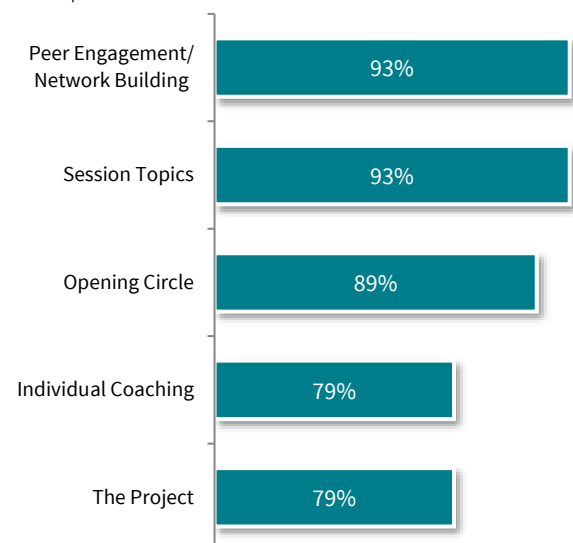 Peer Engagement/
Network Building
93%
Session Topics
93%
Opening Circle
89%
Individual Coaching
79%
The Project
79%